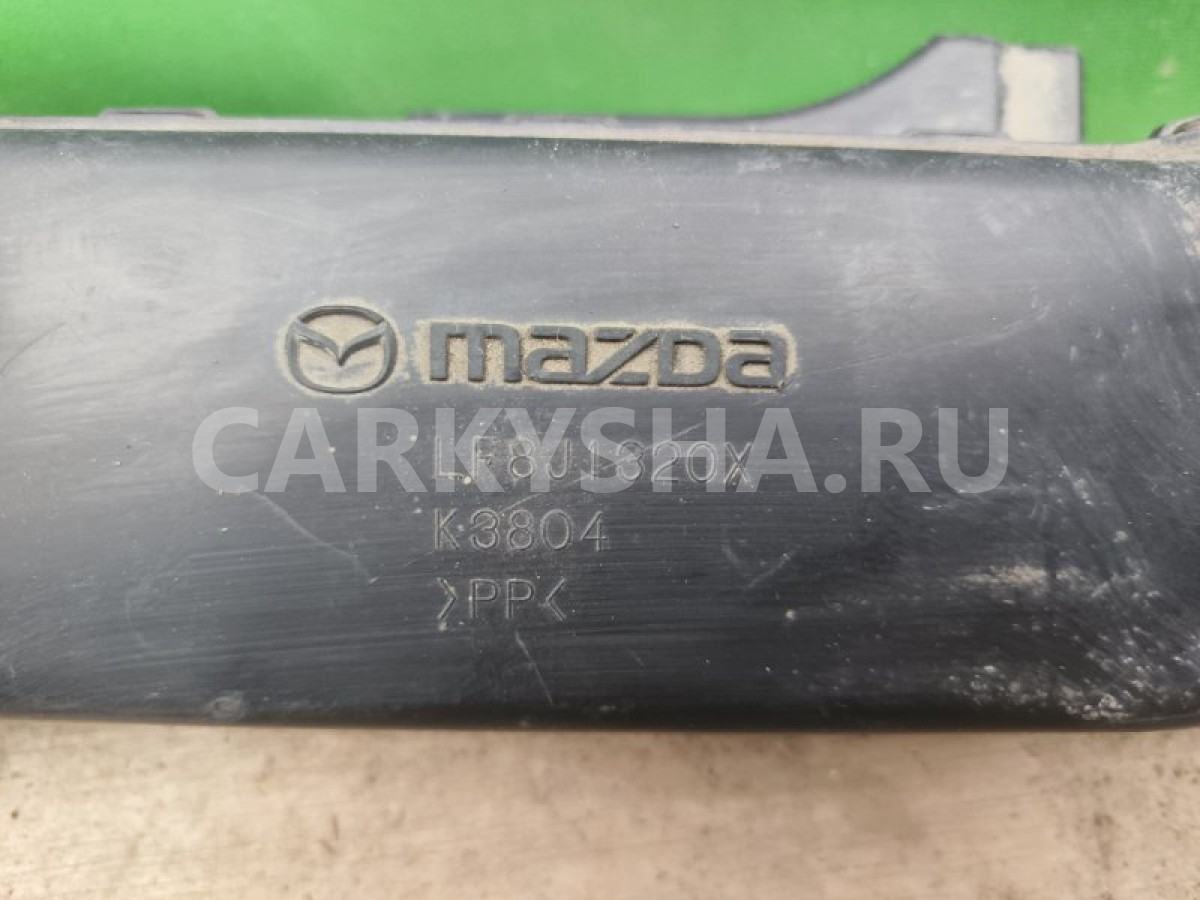 mazda
CARKYSHA.RU
LF8J1320X
K3804
>PP<